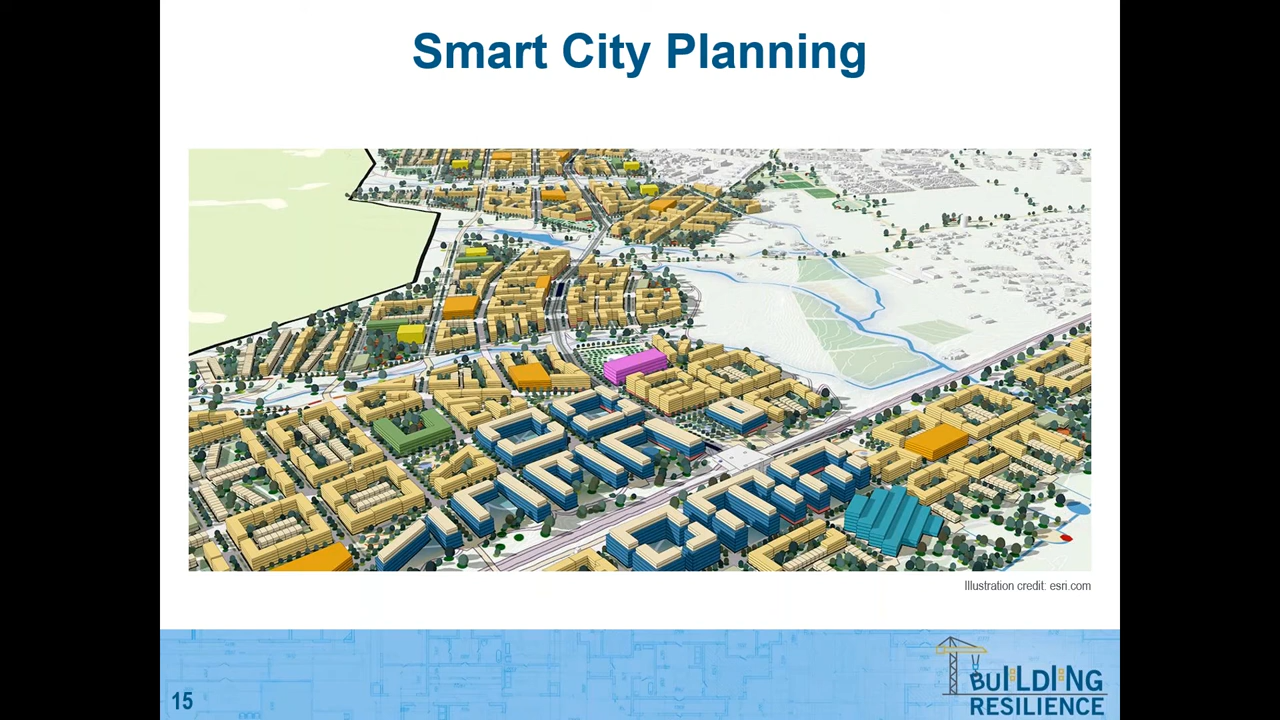 Smart City Planning
Illustration credit: esri.com
15
BUILDING
RESILIENCE